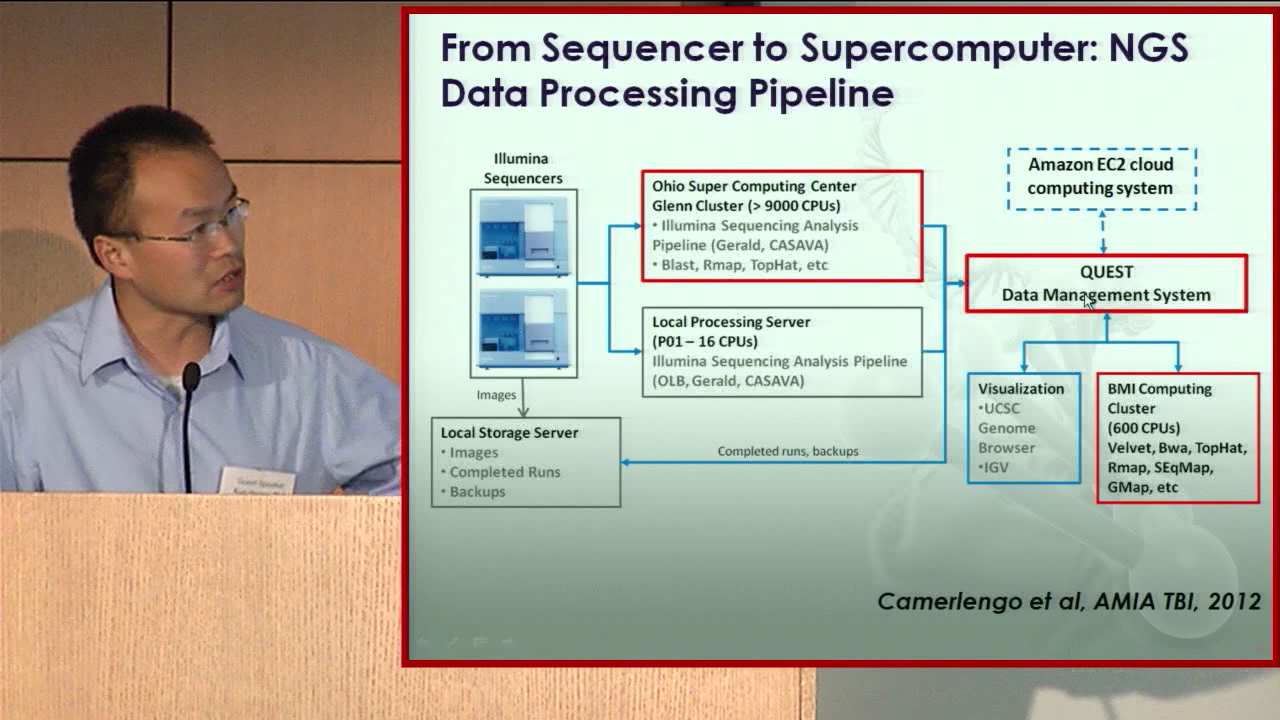 From Sequencer to Supercomputer: NGS
Data Processing Pipeline
Illumina
Sequencers
Images
Local Storage Server
• Images
• Completed Runs
• Backups
Ohio Super Computing Center
Glenn Cluster (> 9000 CPUs)
• Illumina Sequencing Analysis
Pipeline (Gerald, CASAVA)
• Blast, Rmap, TopHat, etc
Local Processing Server
(P01 – 16 CPUs)
Illumina Sequencing Analysis Pipeline
(OLB, Gerald, CASAVA)
Completed runs, backups
Amazon EC2 cloud
computing system
QUEST
Data Management System
Visualization
•UCSC
Genome
Browser
•IGV
BMI Computing
Cluster
(600 CPUs)
Velvet, Bwa, TopHat,
Rmap, SEqMap,
GMap, etc
Camerlengo et al, AMIA TBI, 2012
Guest Speaker